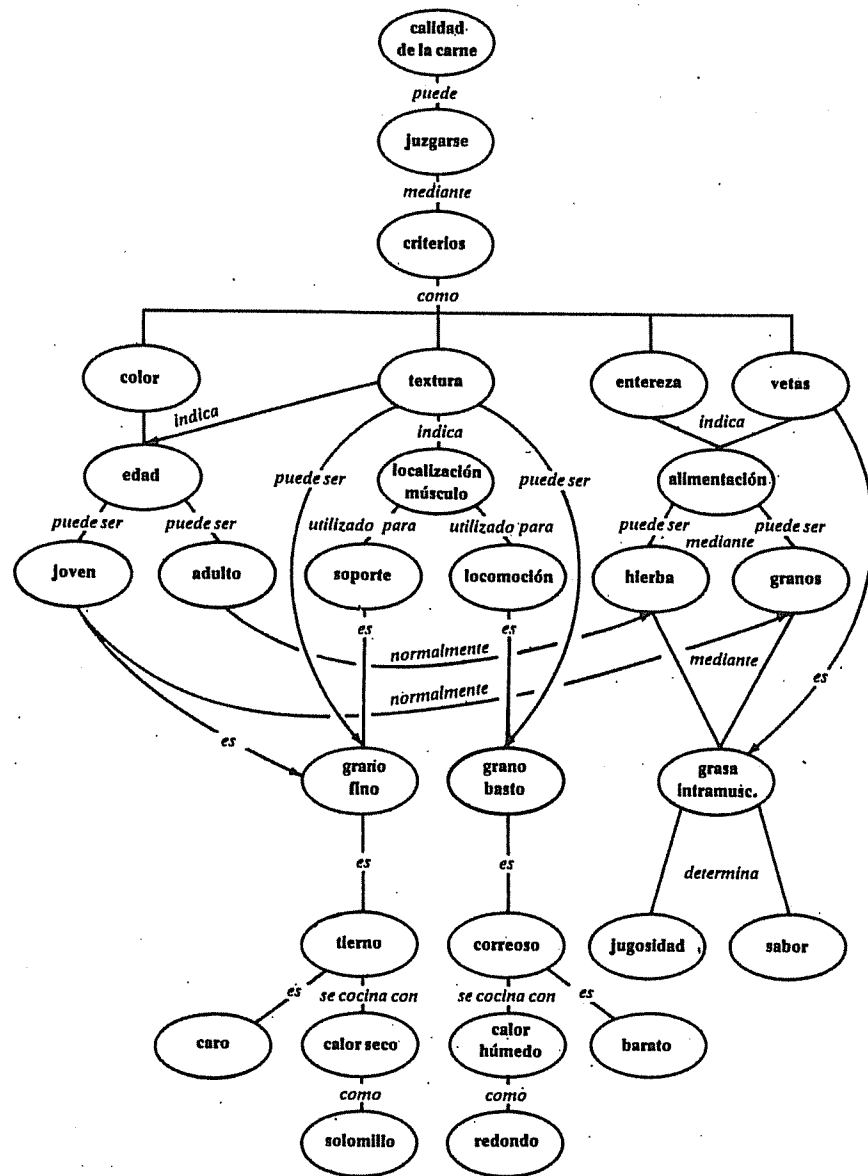 calidad
de la carne
puede
juzgarse
mediante
criterios
como
color
textura
entereza
vetas
indica
indica
indica
edad
puede ser
localización
músculo
puede ser
alimentación
puede ser
puede ser
utilizado para
utilizado para
puede ser
mediante
puede ser
joven
adulto
soporte
locomoción
hierba
granos
es
es
normalmente
mediante
normalmente
es
es
grano
fino
grano
basto
grasa
intramusc.
es
es
determina
tierno
correoso
jugosidad
sabor
es
se cocina con
se cocina con
es
caro
calor seco
calor
húmedo
barato
como
como
solomillo
redondo